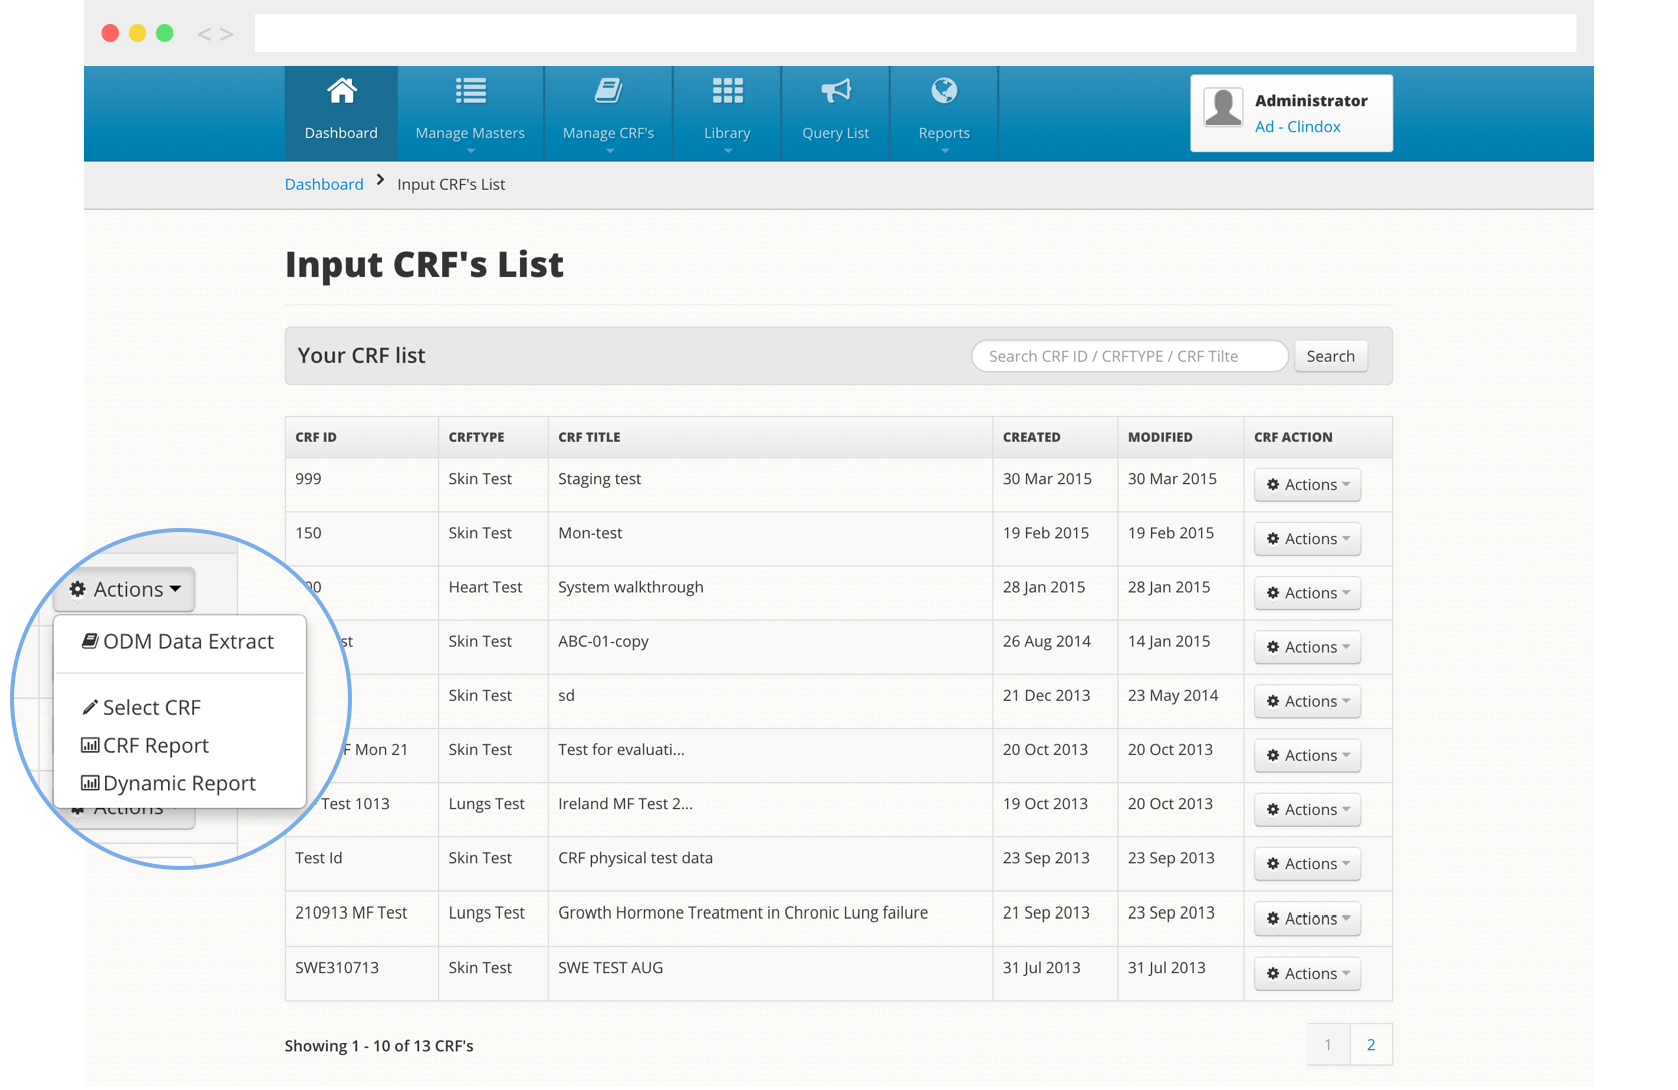 < >
Dashboard Manage Masters Manage CRF's Library Query List Reports
Administrator
Ad - Clindox
Dashboard > Input CRF's List
Input CRF's List
Your CRF list Search CRF ID / CRFTYPE / CRF Tilte Search
CRF ID CRFTYPE CRF TITLE CREATED MODIFIED CRF ACTION
999 Skin Test Staging test 30 Mar 2015 30 Mar 2015 Actions
150 Skin Test Mon-test 19 Feb 2015 19 Feb 2015 Actions
Heart Test System walkthrough 28 Jan 2015 28 Jan 2015 Actions
Skin Test ABC-01-copy 26 Aug 2014 14 Jan 2015 Actions
Skin Test sd 21 Dec 2013 23 May 2014 Actions
Mon 21 Skin Test Test for evaluati... 20 Oct 2013 20 Oct 2013 Actions
Test 1013 Lungs Test Ireland MF Test 2... 19 Oct 2013 20 Oct 2013 Actions
Test Id Skin Test CRF physical test data 23 Sep 2013 23 Sep 2013 Actions
210913 MF Test Lungs Test Growth Hormone Treatment in Chronic Lung failure 21 Sep 2013 23 Sep 2013 Actions
SWE310713 Skin Test SWE TEST AUG 31 Jul 2013 31 Jul 2013 Actions
Actions
ODM Data Extract
Select CRF
CRF Report
Dynamic Report
Actions
Showing 1 - 10 of 13 CRF's 1 2